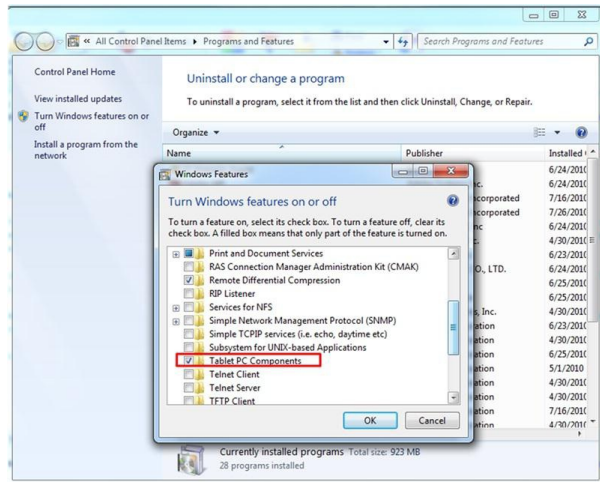 « All Control Panel Items ▸ Programs and Features
Search Programs and Features
Control Panel Home
View installed updates
Turn Windows features on or
off
Install a program from the
network
Uninstall or change a program
To uninstall a program, select it from the list and then click Uninstall, Change, or Repair.
Organize
Name Publisher Installed
6/24/2010
6/24/2010
7/16/2010
7/26/2010
6/24/2010
4/30/2010
6/23/2010
O., LTD. 6/24/2010
6/25/2010
6/25/2010
s, Inc. 4/30/2010
6/23/2010
4/30/2010
6/25/2010
5/1/2010
4/30/2010
4/30/2010
7/16/2010
4/30/2010
Windows Features
Turn Windows features on or off
To turn a feature on, select its check box. To turn a feature off, clear its
check box. A filled box means that only part of the feature is turned on.
Print and Document Services
RAS Connection Manager Administration Kit (CMAK)
Remote Differential Compression
RIP Listener
Services for NFS
Simple Network Management Protocol (SNMP)
Simple TCPIP services (i.e. echo, daytime etc)
Subsystem for UNIX-based Applications
Tablet PC Components
Telnet Client
Telnet Server
TFTP Client
OK Cancel
Currently installed programs Total size: 923 MB
28 programs installed